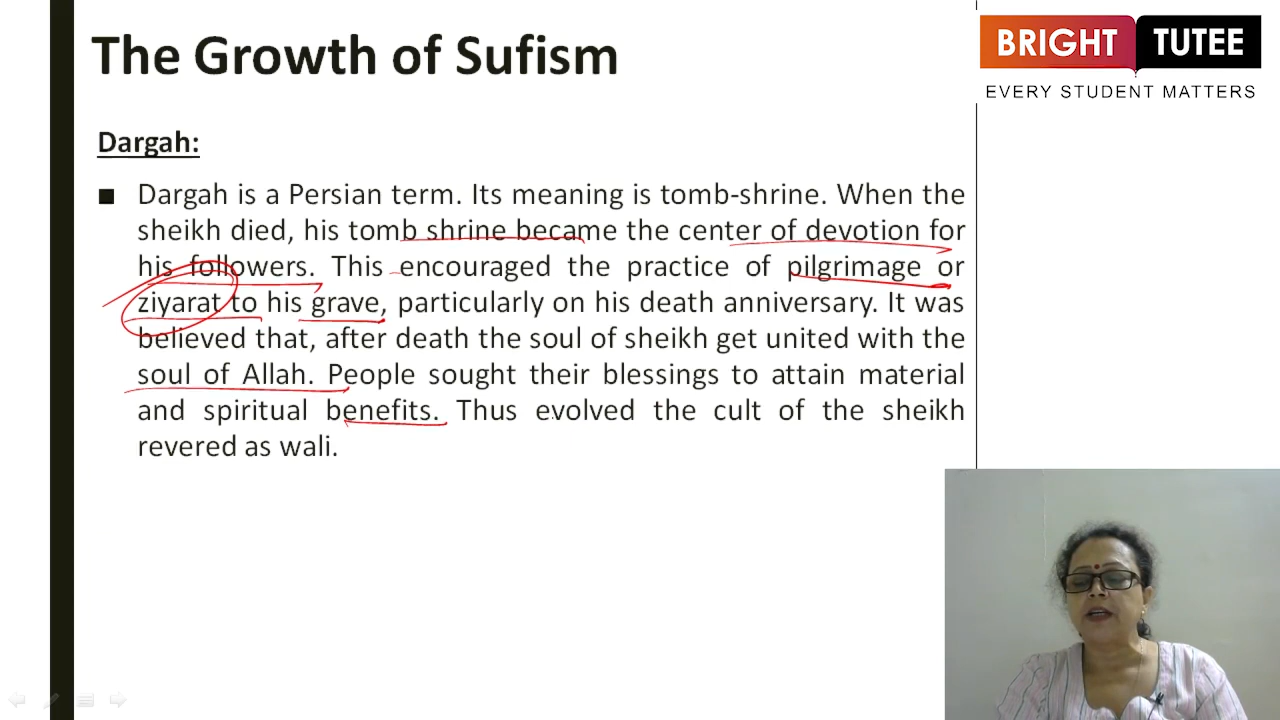 The Growth of Sufism
BRIGHT TUTEE
EVERY STUDENT MATTERS
Dargah:
Dargah is a Persian term. Its meaning is tomb-shrine. When the
sheikh died, his tomb shrine became the center of devotion for
his followers. This encouraged the practice of pilgrimage or
ziyarat to his grave, particularly on his death anniversary. It was
believed that, after death the soul of sheikh get united with the
soul of Allah. People sought their blessings to attain material
and spiritual benefits. Thus evolved the cult of the sheikh
revered as wali.